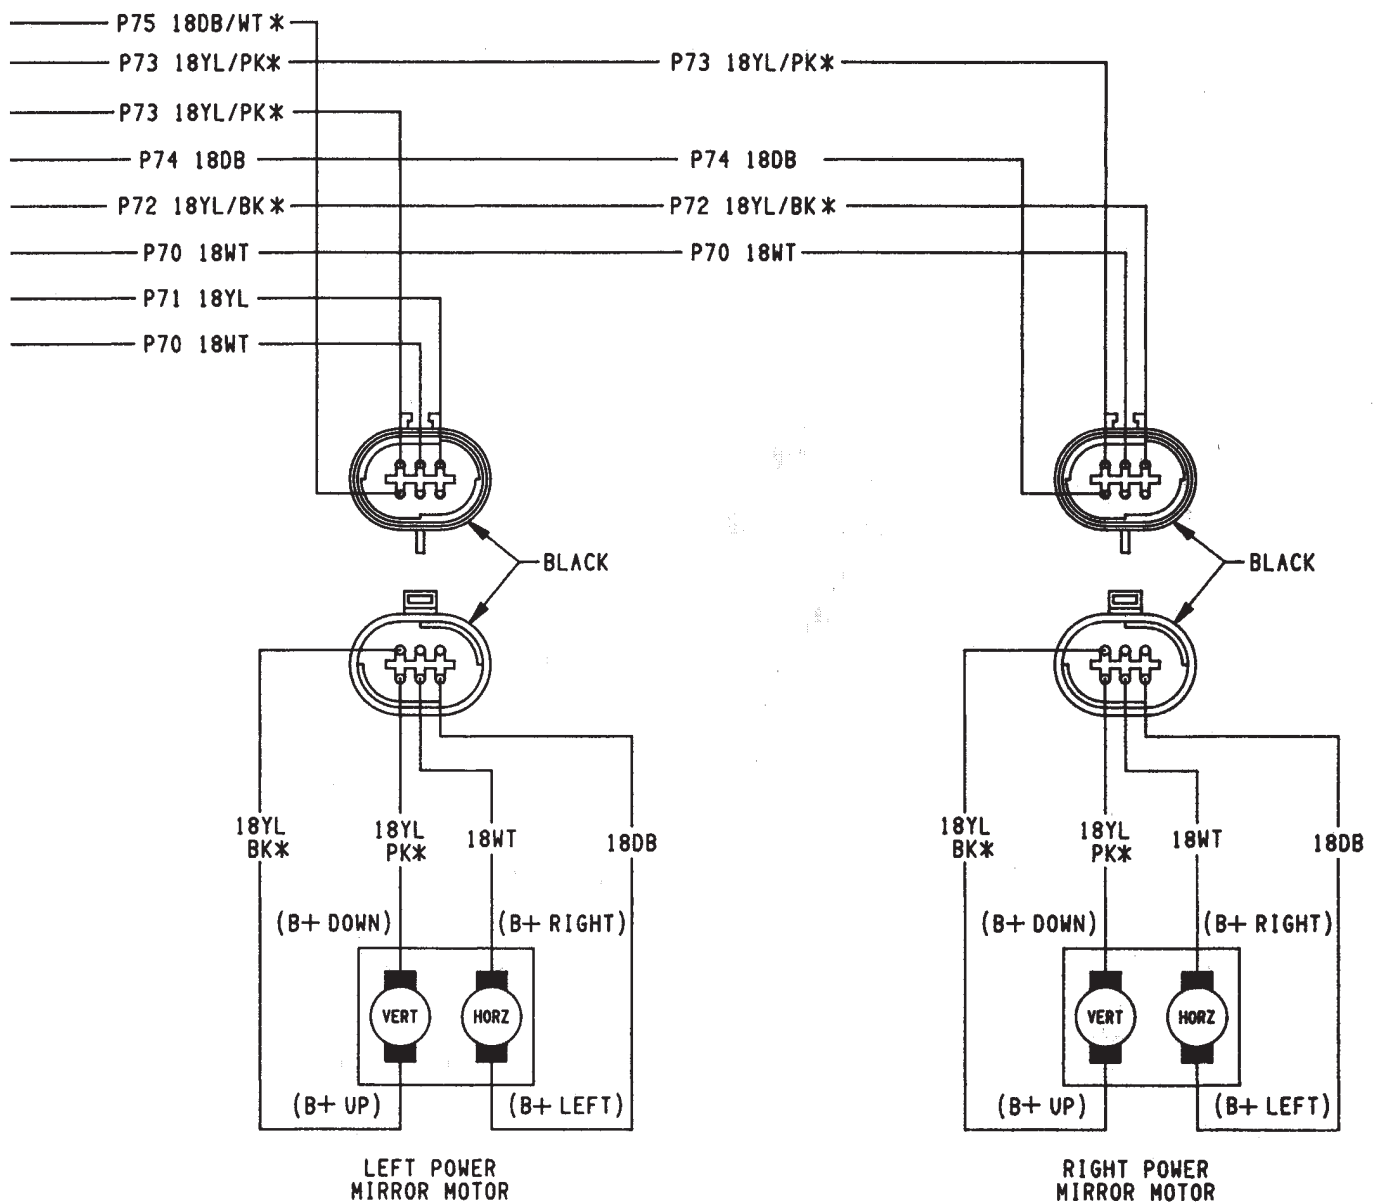 P75 18DB/WT*
P73 18YL/PK* P73 18YL/PK*
P73 18YL/PK*
P74 18DB P74 18DB
P72 18YL/BK* P72 18YL/BK*
P70 18WT P70 18WT
P71 18YL
P70 18WT
BLACK BLACK
18YL BK* 18YL PK* 18WT 18DB
18YL BK* 18YL PK* 18WT 18DB
(B+ DOWN) (B+ RIGHT) (B+ DOWN) (B+ RIGHT)
VERT HORZ VERT HORZ
(B+ UP) (B+ LEFT) (B+ UP) (B+ LEFT)
LEFT POWER
MIRROR MOTOR
RIGHT POWER
MIRROR MOTOR